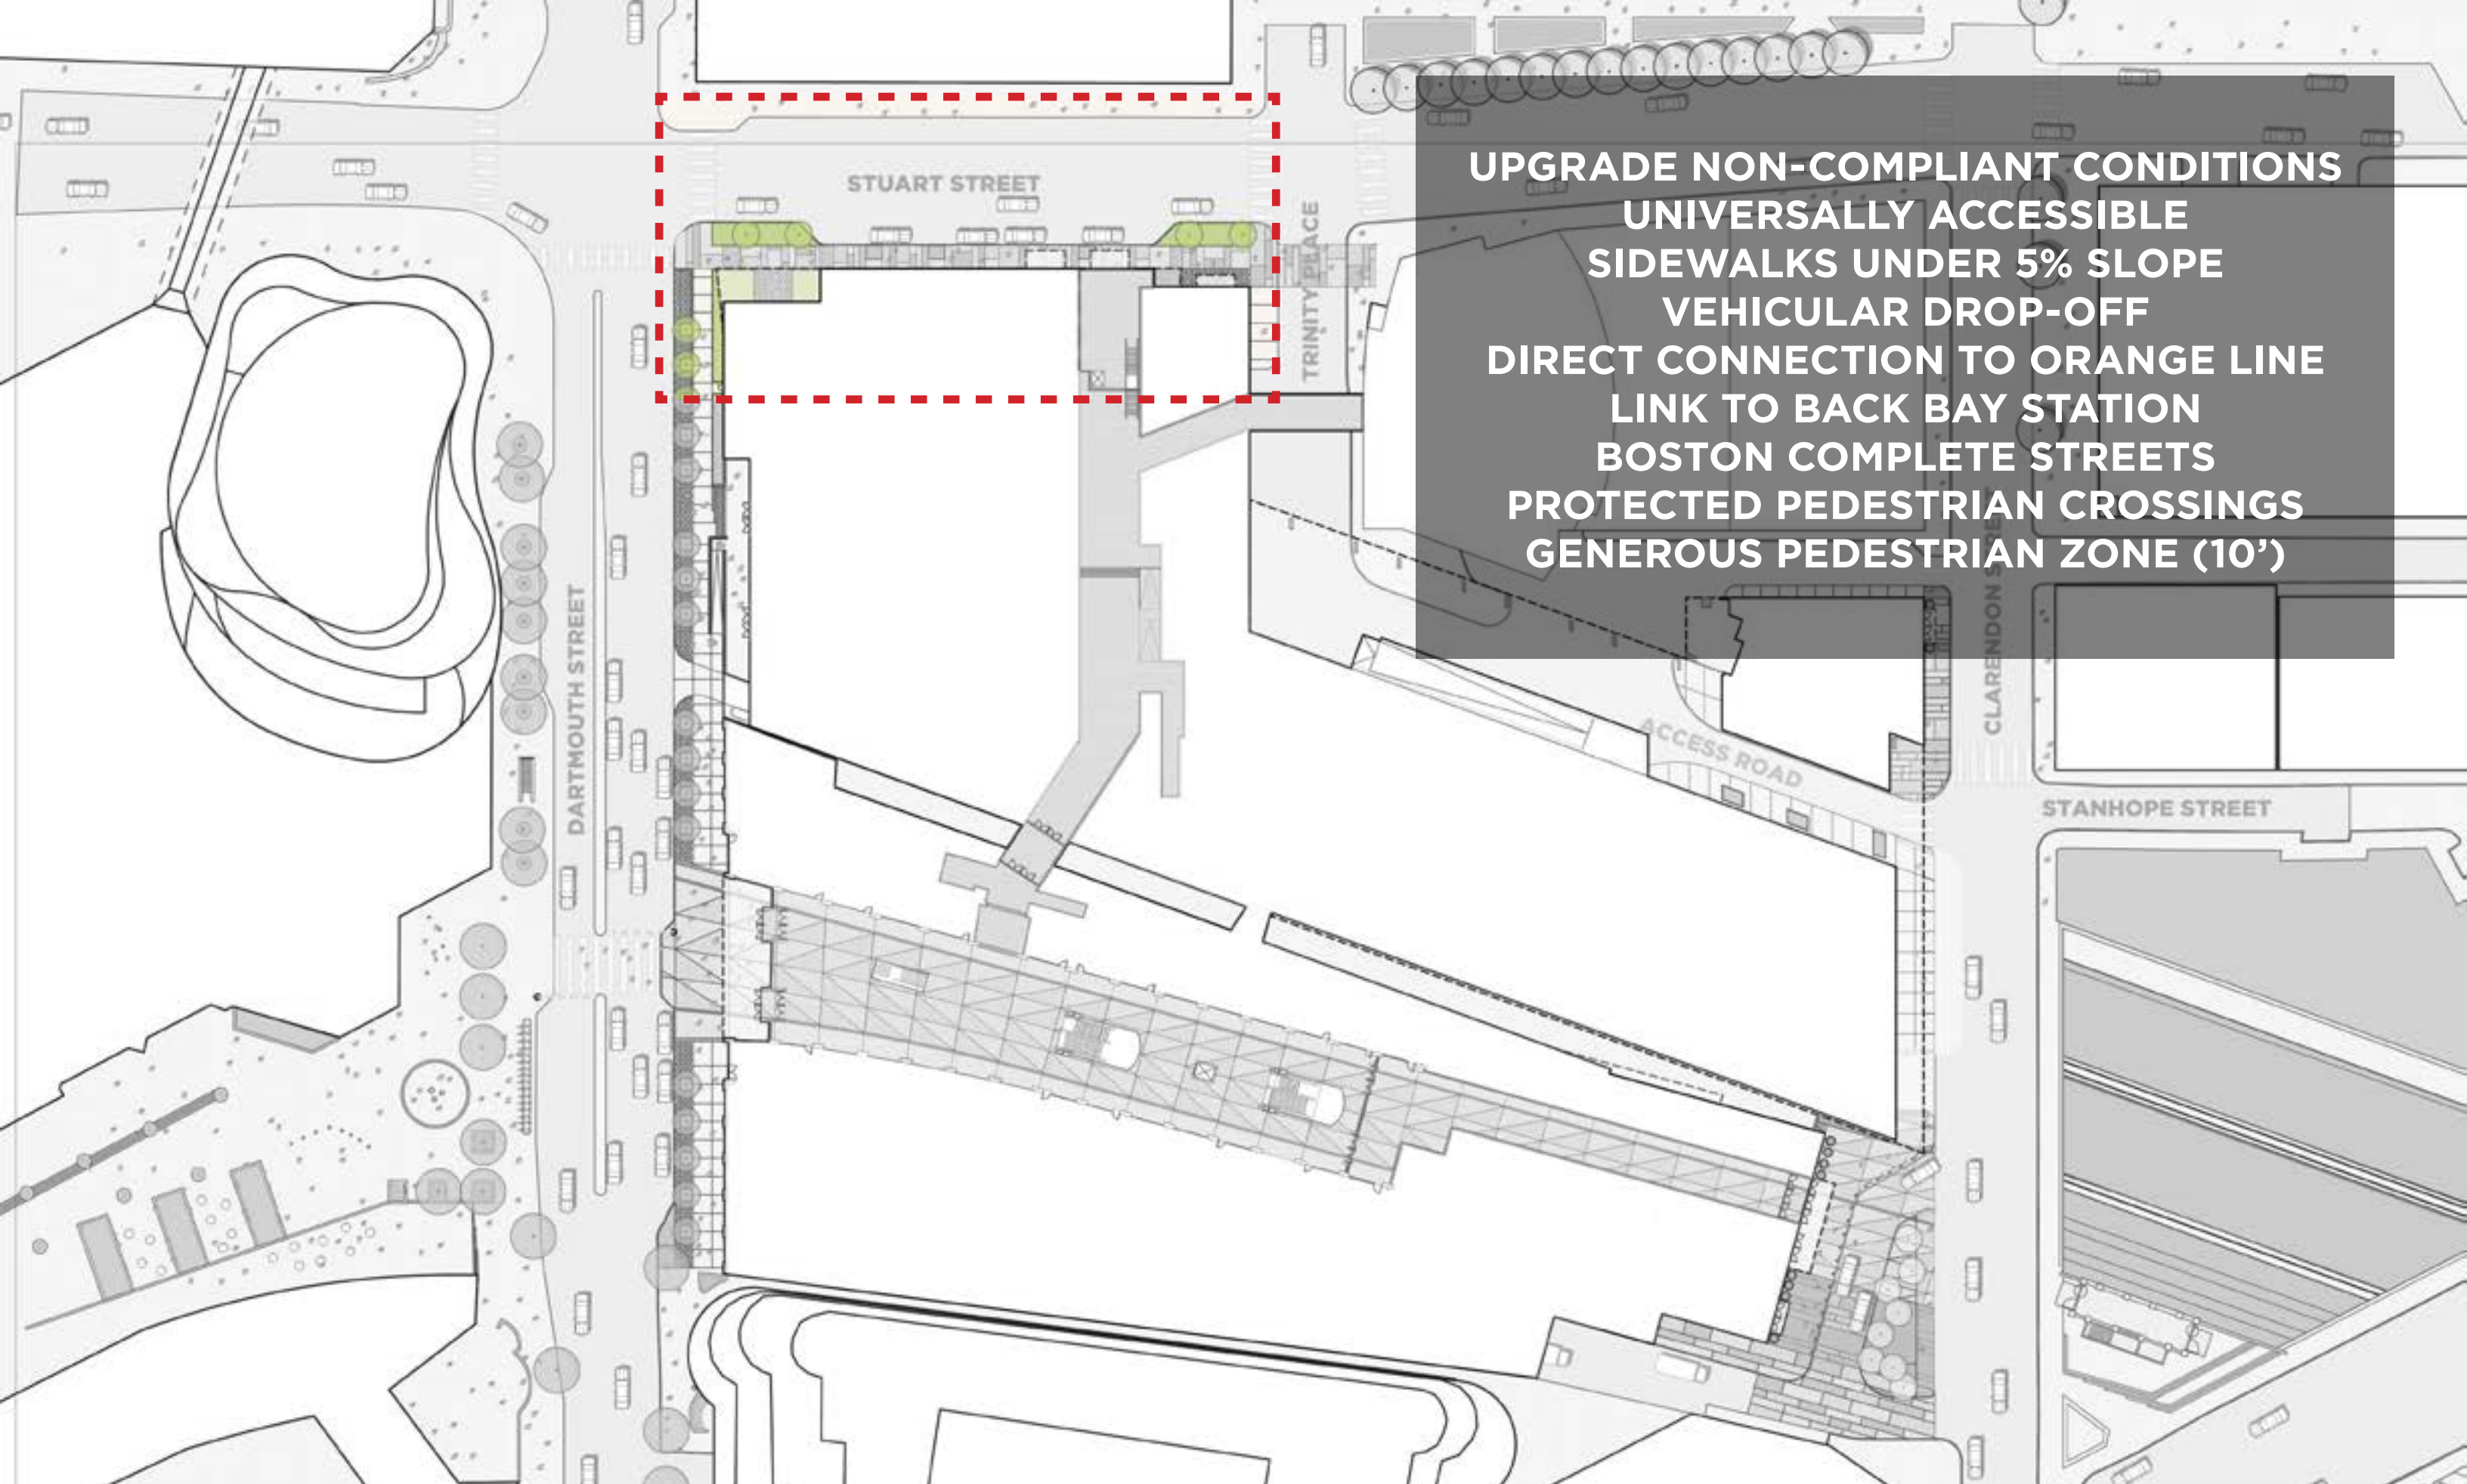 STUART STREET
TRINITY PLACE
UPGRADE NON-COMPLIANT CONDITIONS
UNIVERSALLY ACCESSIBLE
SIDEWALKS UNDER 5% SLOPE
VEHICULAR DROP-OFF
DIRECT CONNECTION TO ORANGE LINE
LINK TO BACK BAY STATION
BOSTON COMPLETE STREETS
PROTECTED PEDESTRIAN CROSSINGS
GENEROUS PEDESTRIAN ZONE (10’)
DARTMOUTH STREET
CLARENDON STREET
ACCESS ROAD
STANHOPE STREET